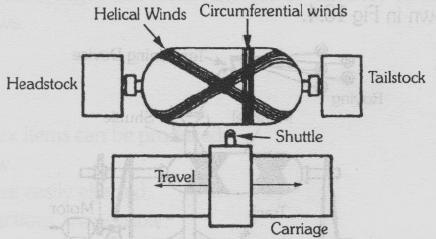 Helical Winds
Circumferential winds
Headstock
Tailstock
Shuttle
Travel
Carriage